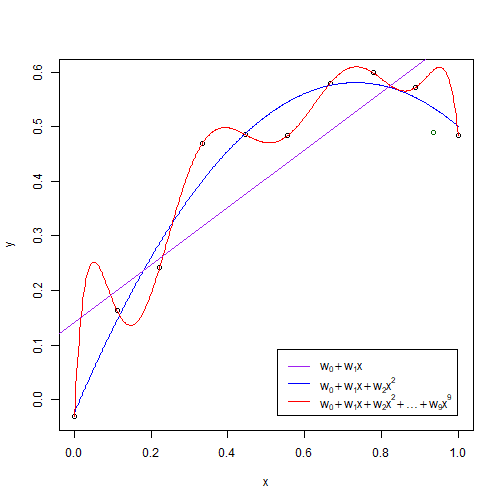 0.0 0.1 0.2 0.3 0.4 0.5 0.6
y
0.0 0.2 0.4 0.6 0.8 1.0
x
w₀ + w₁x
w₀ + w₁x + w₂x²
w₀ + w₁x + w₂x² + … + w₉x⁹